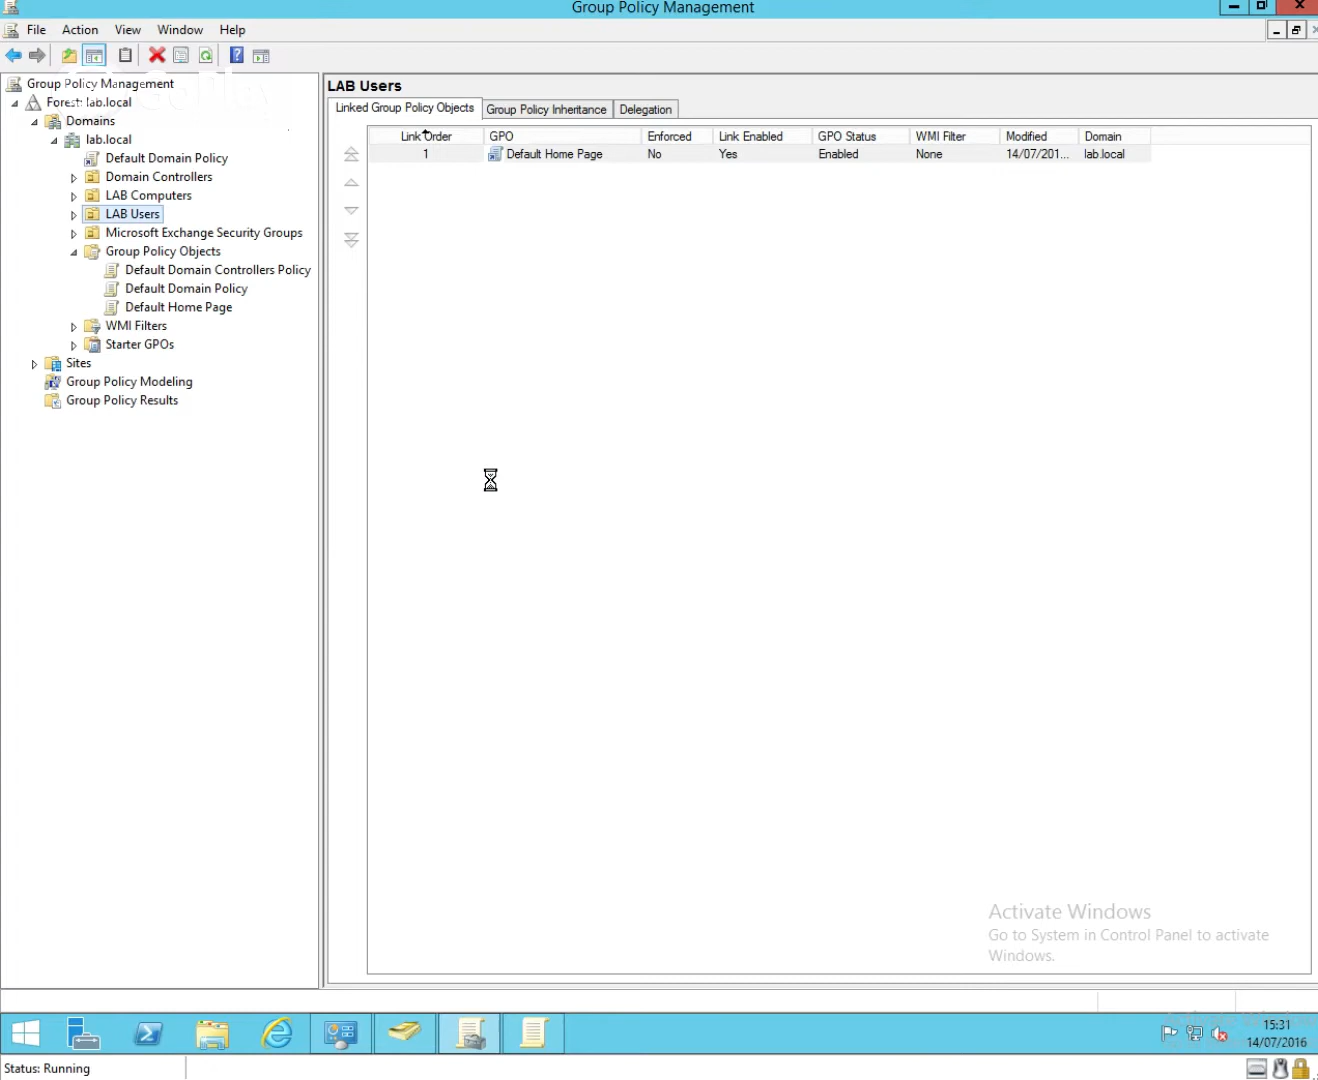 Group Policy Management
File Action View Window Help
Group Policy Management
Forest: lab.local
Domains
lab.local
Default Domain Policy
Domain Controllers
LAB Computers
LAB Users
Microsoft Exchange Security Groups
Group Policy Objects
Default Domain Controllers Policy
Default Domain Policy
Default Home Page
WMI Filters
Starter GPOs
Sites
Group Policy Modeling
Group Policy Results
LAB Users
Linked Group Policy Objects Group Policy Inheritance Delegation
Link Order GPO Enforced Link Enabled GPO Status WMI Filter Modified Domain
1 Default Home Page No Yes Enabled None 14/07/201... lab.local
Activate Windows
Go to System in Control Panel to activate
Windows.
15:31
14/07/2016
Status: Running